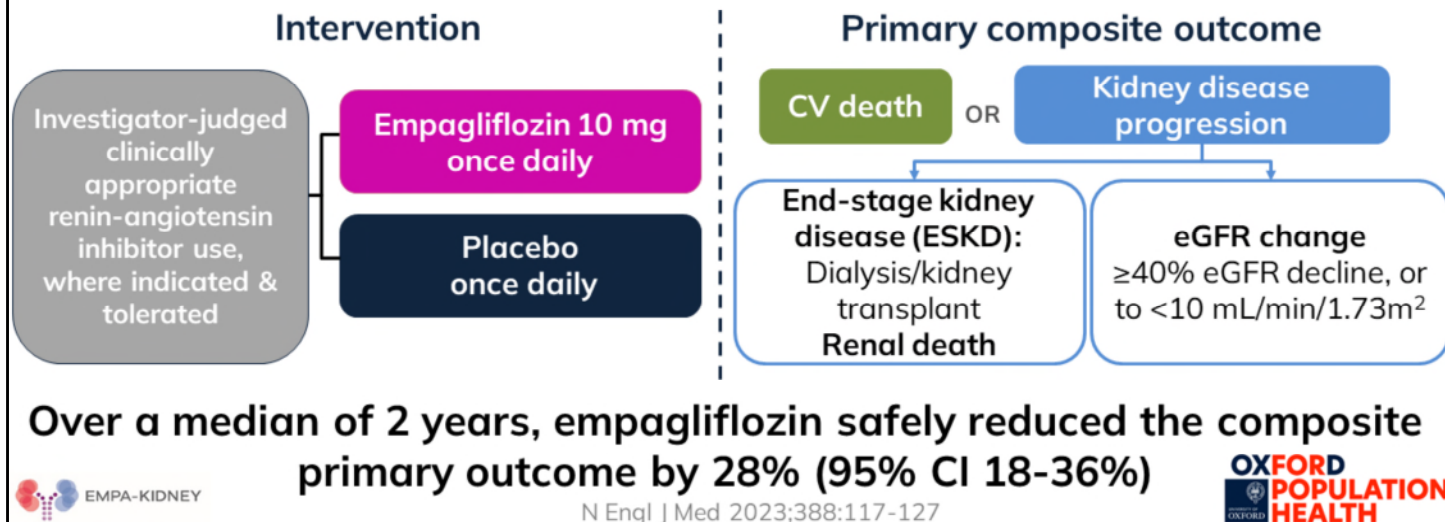 Intervention
Investigator-judged
clinically
appropriate
renin-angiotensin
inhibitor use,
where indicated &
tolerated
Empagliflozin 10 mg
once daily
Placebo
once daily
Primary composite outcome
CV death
OR
Kidney disease
progression
End-stage kidney
disease (ESKD):
Dialysis/kidney
transplant
Renal death
eGFR change
≥40% eGFR decline, or
to <10 mL/min/1.73m²
Over a median of 2 years, empagliflozin safely reduced the composite
primary outcome by 28% (95% CI 18-36%)
EMPA-KIDNEY
N Engl J Med 2023;388:117-127
UNIVERSITY OF
OXFORD
OXFORD
POPULATION
HEALTH